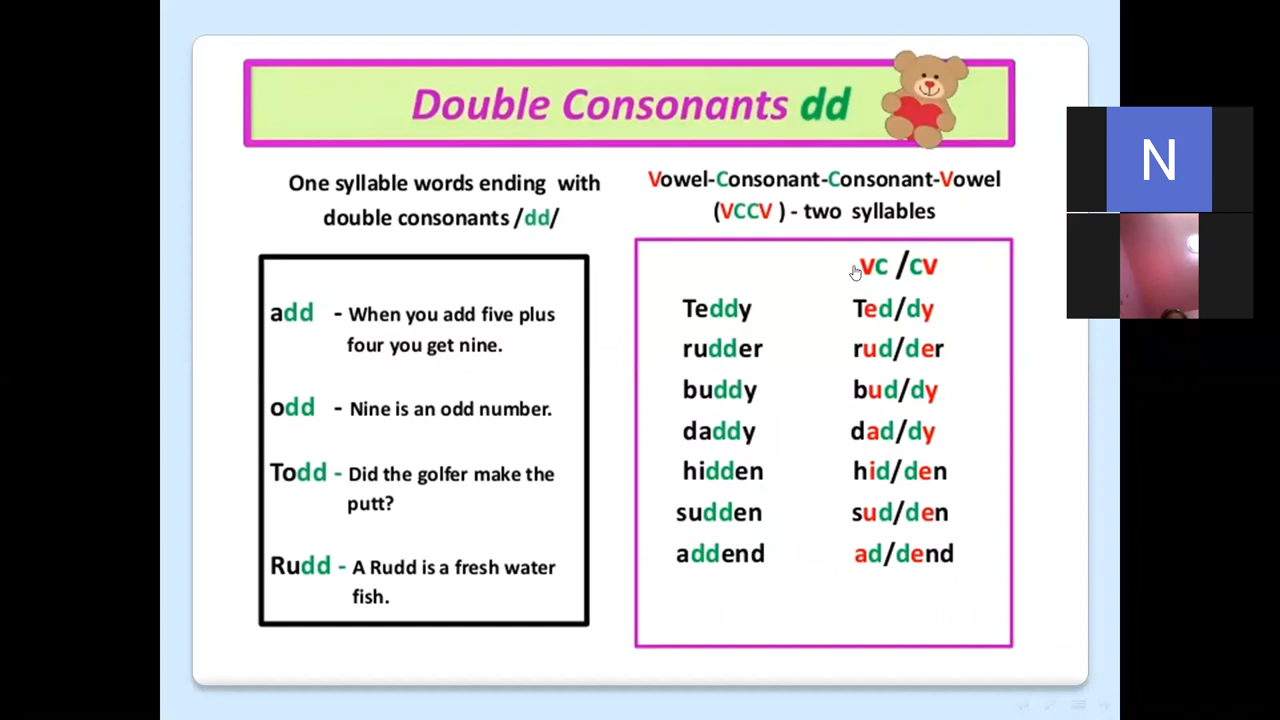 Double Consonants dd
One syllable words ending with
double consonants /dd/
add - When you add five plus
four you get nine.
odd - Nine is an odd number.
Todd - Did the golfer make the
putt?
Rudd - A Rudd is a fresh water
fish.
Vowel-Consonant-Consonant-Vowel
(VCCV ) - two syllables
vc /cv
Teddy Ted/dy
rudder rud/der
buddy bud/dy
daddy dad/dy
hidden hid/den
sudden sud/den
addend ad/dend
N